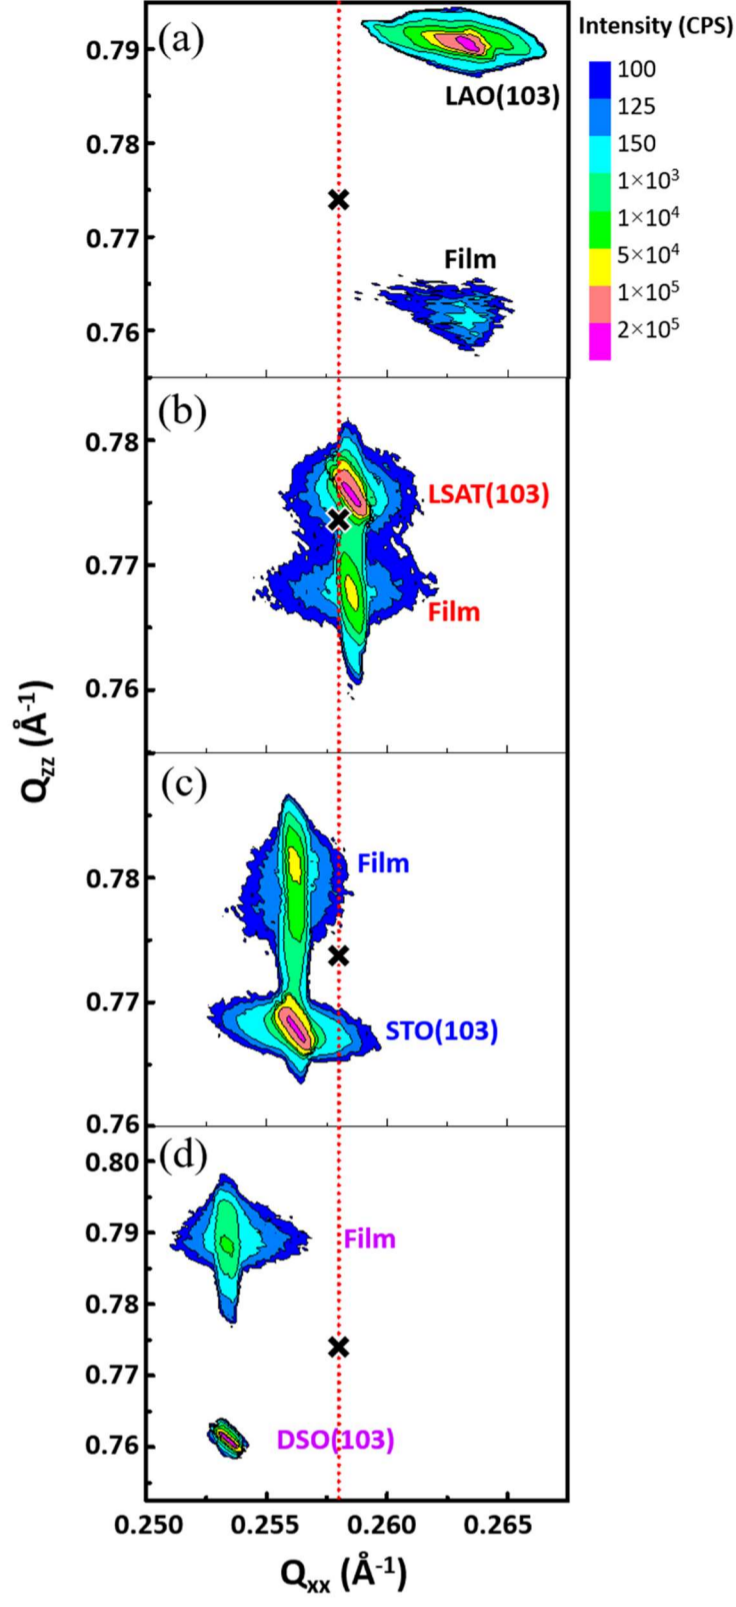 (a)
0.79
0.78
0.77
0.76
LAO(103)
Film
Intensity (CPS)
100
125
150
1×10³
1×10⁴
5×10⁴
1×10⁵
2×10⁵
(b)
0.78
0.77
0.76
LSAT(103)
Film
Qzz (Å⁻¹)
(c)
0.78
0.77
0.76
Film
STO(103)
(d)
0.80
0.79
0.78
0.77
0.76
Film
DSO(103)
0.250 0.255 0.260 0.265
Qxx (Å⁻¹)